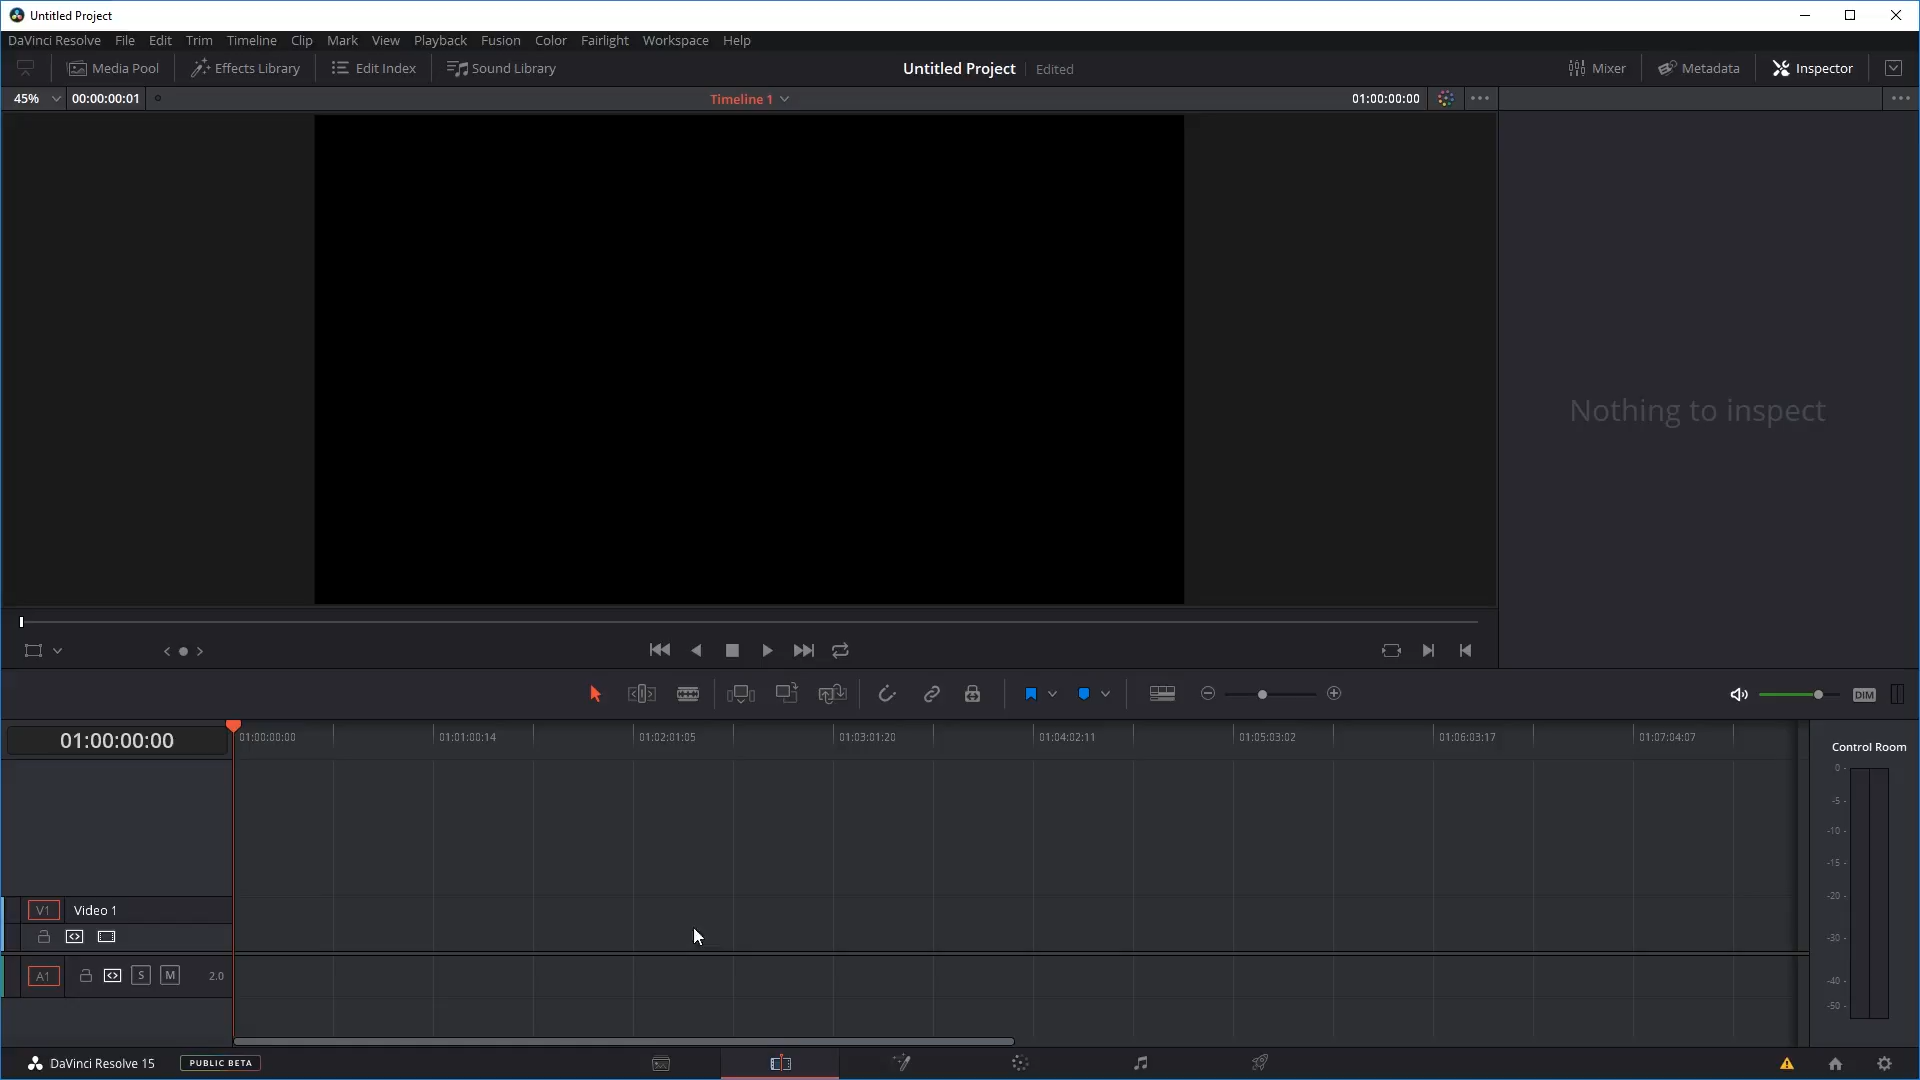 Untitled Project
DaVinci Resolve File Edit Trim Timeline Clip Mark View Playback Fusion Color Fairlight Workspace Help
Media Pool Effects Library Edit Index Sound Library Untitled Project Edited Mixer Metadata Inspector
45% 00:00:00:01 Timeline 1 01:00:00:00
Nothing to inspect
DIM
01:00:00:00 01:00:00:00 01:01:00:14 01:02:01:05 01:03:01:20 01:04:02:11 01:05:03:02 01:06:03:17 01:07:04:07
Control Room
0 -
-5 -
-10 -
-15 -
-20 -
-30 -
-40 -
-50 -
V1 Video 1
A1 S M 2.0
DaVinci Resolve 15 PUBLIC BETA